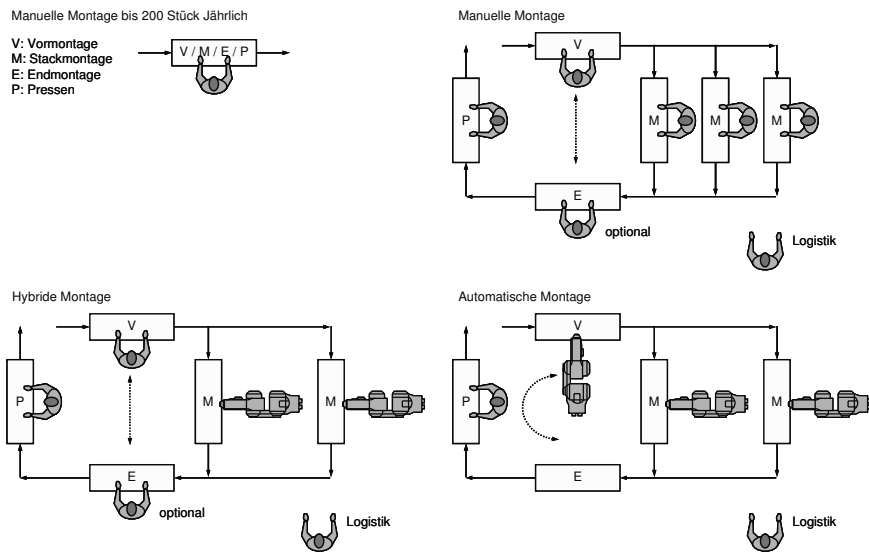 Manuelle Montage bis 200 Stück Jährlich
V: Vormontage
M: Stackmontage
E: Endmontage
P: Pressen
V / M / E / P
Manuelle Montage
V
P
M
M
M
E
optional
Logistik
Hybride Montage
V
P
M
M
E
optional
Logistik
Automatische Montage
V
P
M
M
E
Logistik